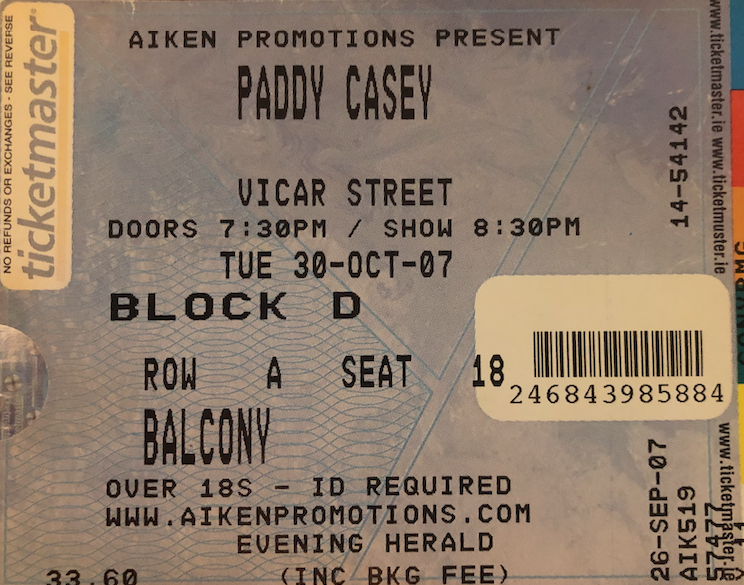 NO REFUNDS OR EXCHANGES - SEE REVERSE
ticketmaster
AIKEN PROMOTIONS PRESENT
PADDY CASEY
VICAR STREET
DOORS 7:30PM / SHOW 8:30PM
TUE 30-OCT-07
BLOCK D
ROW A SEAT 18
246843985884
BALCONY
OVER 18S - ID REQUIRED
WWW.AIKENPROMOTIONS.COM
EVENING HERALD
33.60 (INC BKG FEE)
14-54142
26-SEP-07
AIK519
57477
www.ticketmaster.ie www.ticketmaster.ie
www.ticketmaster.ie